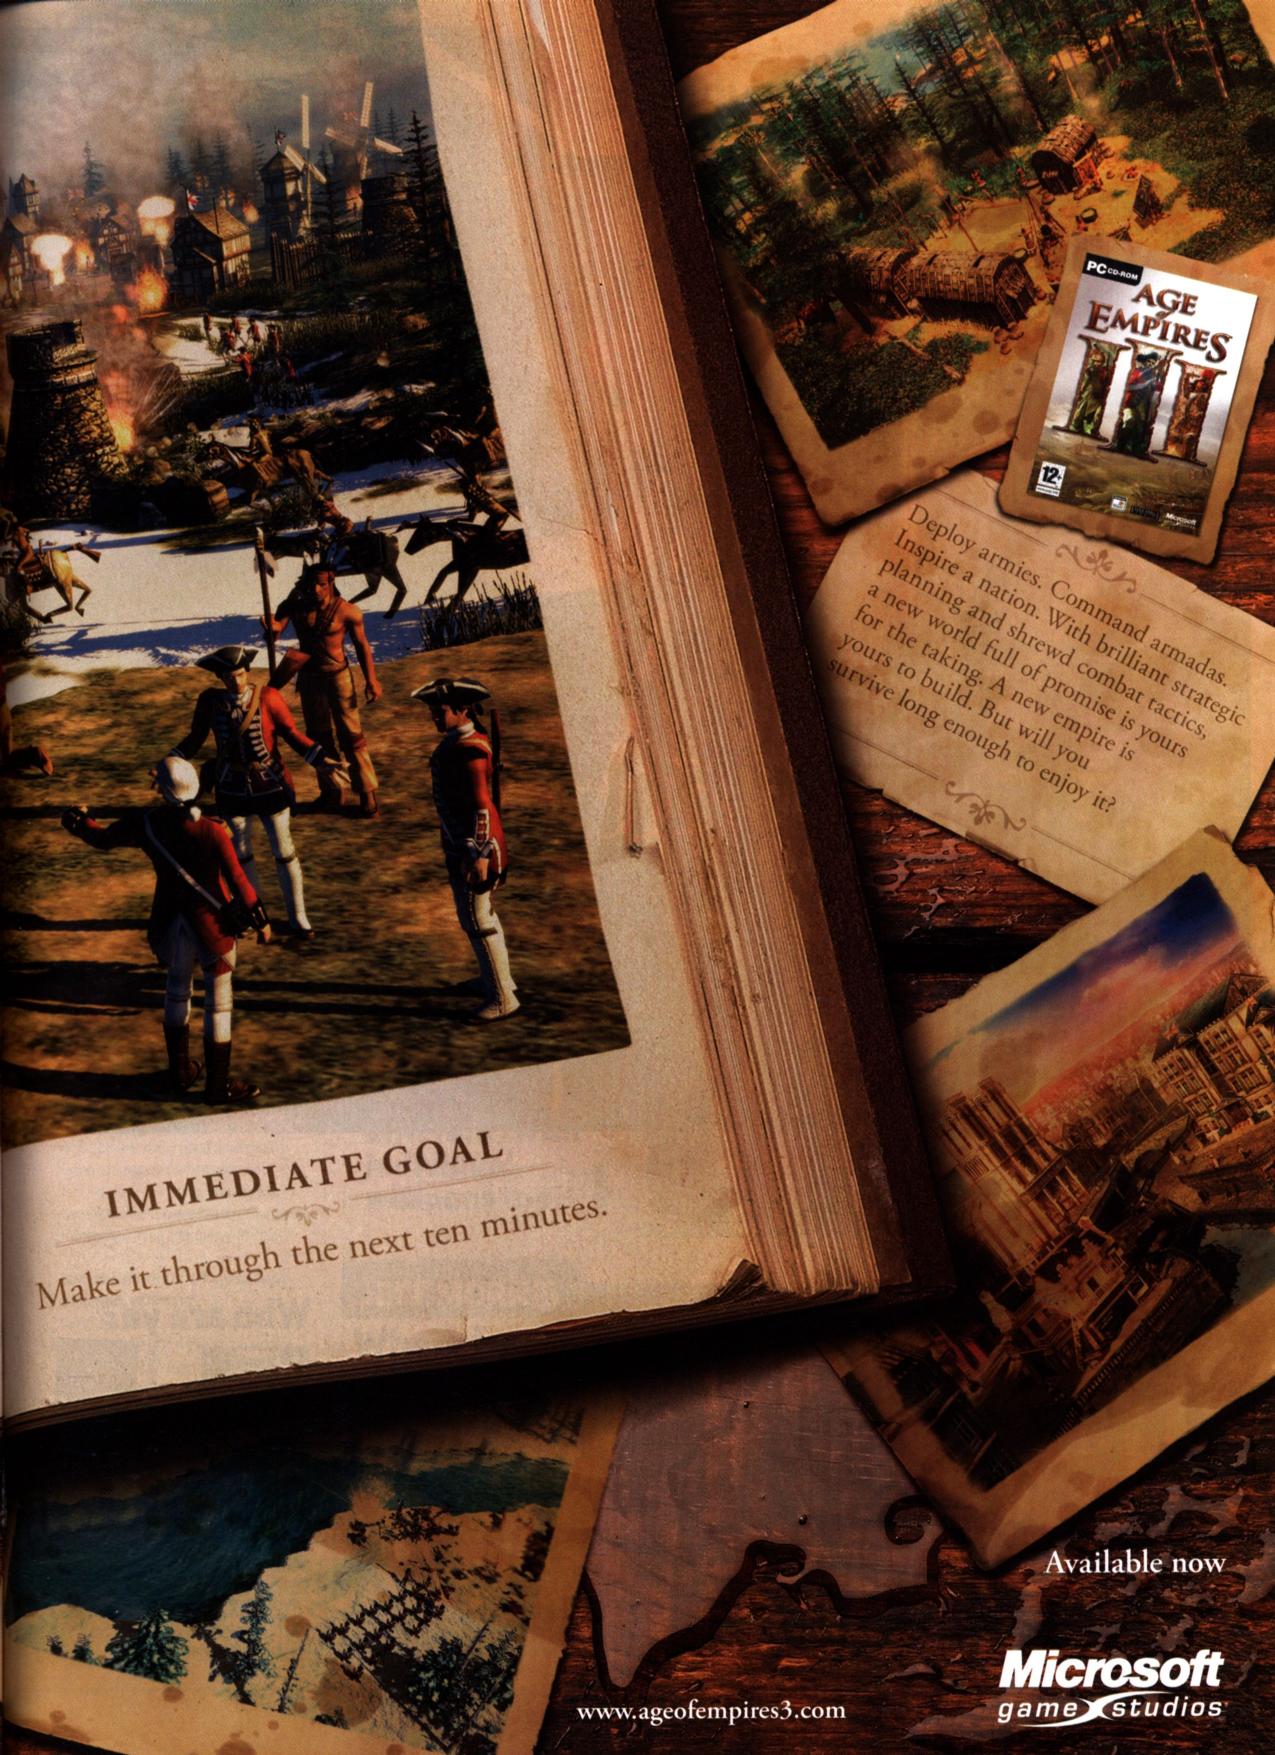 PC CD-ROM
AGE
of
EMPIRES
III
12+
Microsoft
Deploy armies. Command armadas.
Inspire a nation. With brilliant strategic
planning and shrewd combat tactics,
a new world full of promise is yours
for the taking. A new empire is
yours to build. But will you
survive long enough to enjoy it?
IMMEDIATE GOAL
Make it through the next ten minutes.
Available now
Microsoft
game studios
www.ageofempires3.com